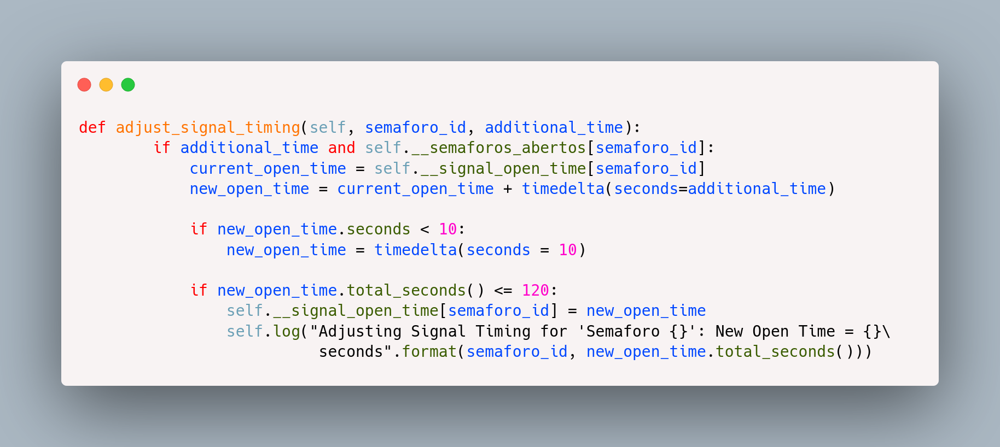 def adjust_signal_timing(self, semaforo_id, additional_time):
        if additional_time and self.__semaforos_abertos[semaforo_id]:
            current_open_time = self.__signal_open_time[semaforo_id]
            new_open_time = current_open_time + timedelta(seconds=additional_time)

            if new_open_time.seconds < 10:
                new_open_time = timedelta(seconds = 10)

            if new_open_time.total_seconds() <= 120:
                self.__signal_open_time[semaforo_id] = new_open_time
                self.log("Adjusting Signal Timing for 'Semaforo {}': New Open Time = {}\
                          seconds".format(semaforo_id, new_open_time.total_seconds()))